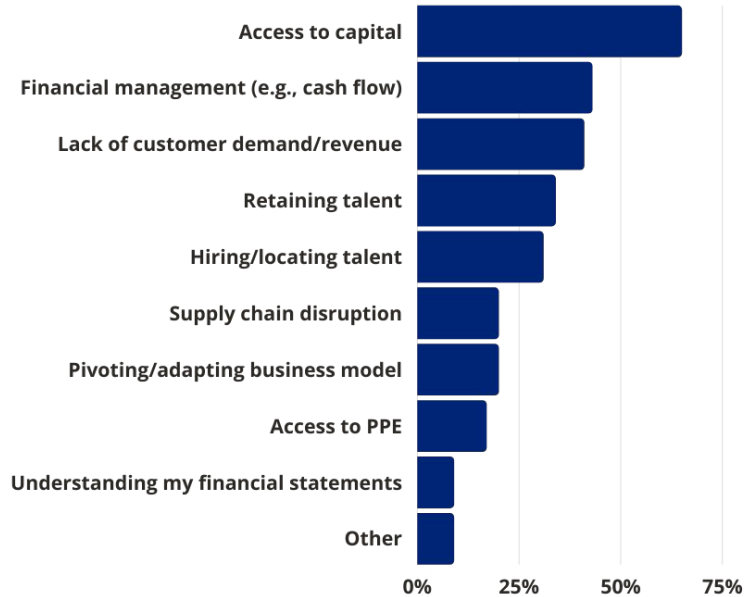 Access to capital
Financial management (e.g., cash flow)
Lack of customer demand/revenue
Retaining talent
Hiring/locating talent
Supply chain disruption
Pivoting/adapting business model
Access to PPE
Understanding my financial statements
Other
0% 25% 50% 75%